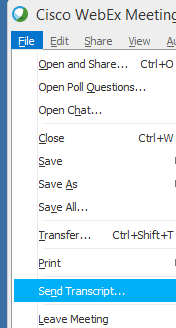 Cisco WebEx Meeting
File Edit Share View
Open and Share... Ctrl+O
Open Poll Questions...
Open Chat...
Close Ctrl+W
Save
Save As
Save All...
Transfer... Ctrl+Shift+T
Print
Send Transcript...
Leave Meeting